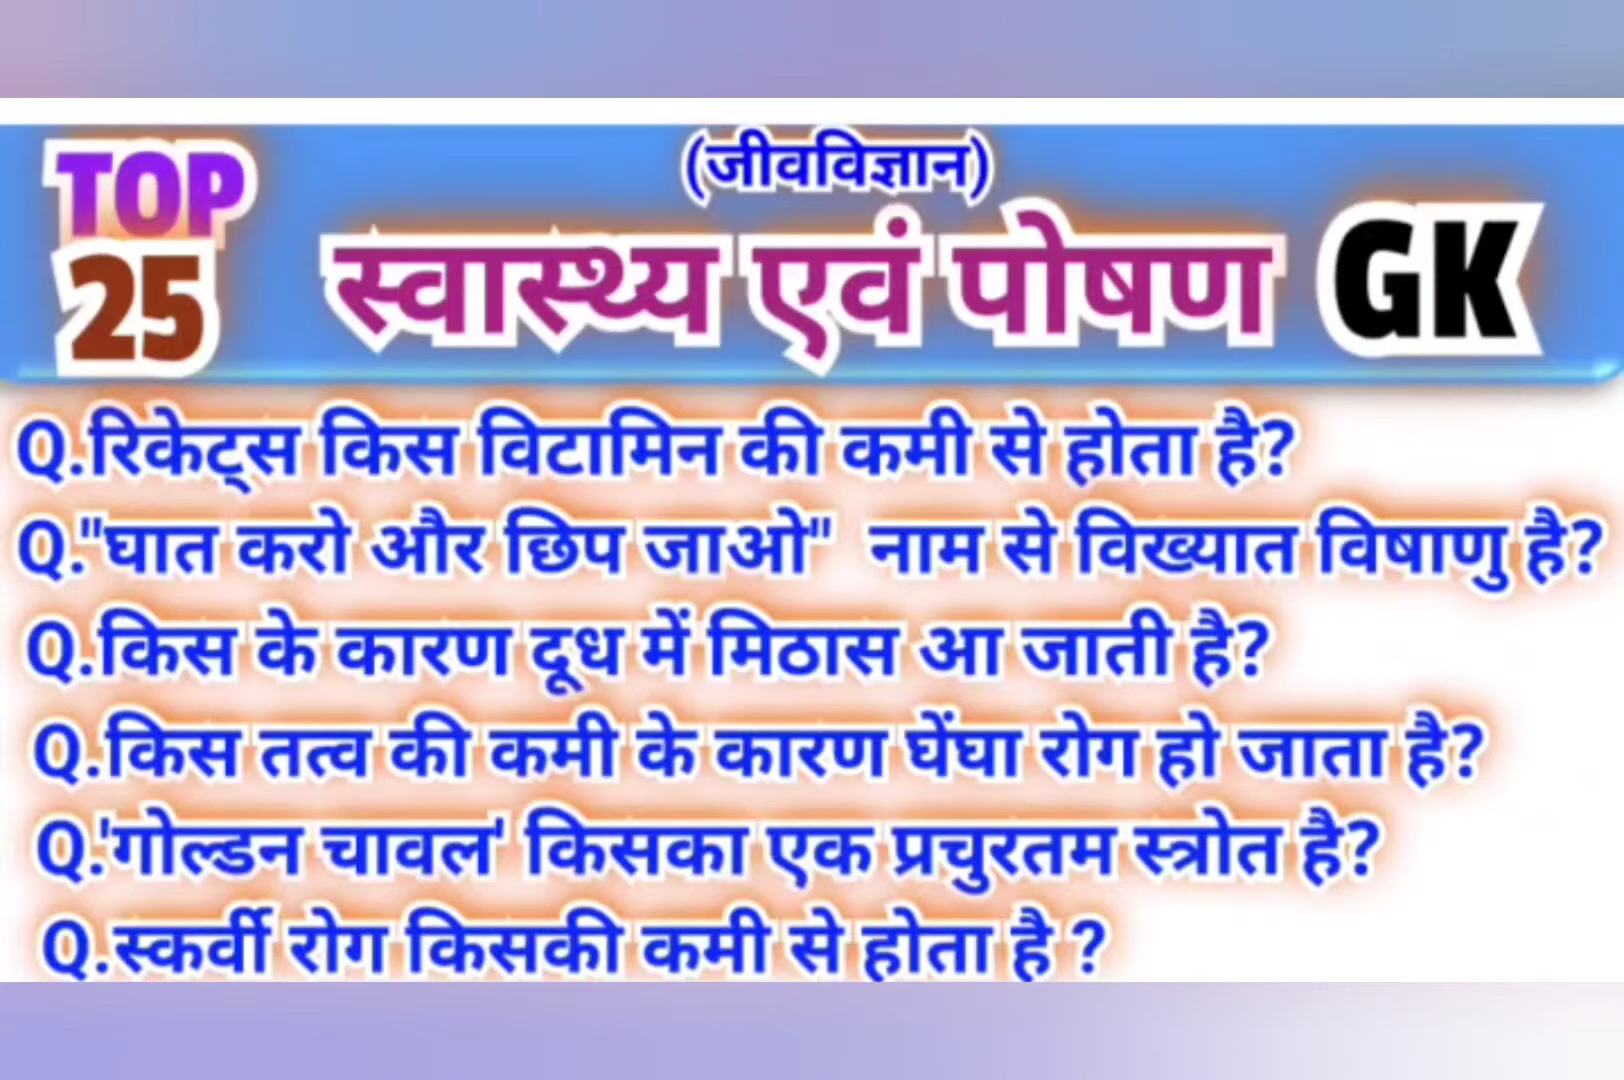 (जीवविज्ञान)
TOP
25
स्वास्थ्य एवं पोषण GK
Q.रिकेट्स किस विटामिन की कमी से होता है?
Q."घात करो और छिप जाओ" नाम से विख्यात विषाणु है?
Q.किस के कारण दूध में मिठास आ जाती है?
Q.किस तत्व की कमी के कारण घेंघा रोग हो जाता है?
Q.'गोल्डन चावल' किसका एक प्रचुरतम स्त्रोत है?
Q.स्कर्वी रोग किसकी कमी से होता है ?